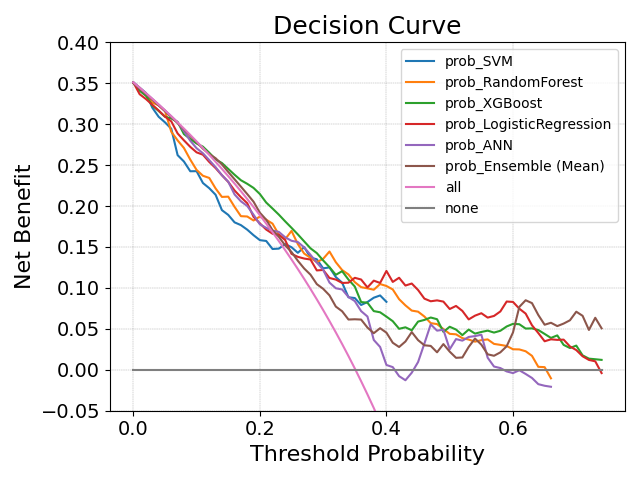 Decision Curve
Net Benefit
0.40
0.35
0.30
0.25
0.20
0.15
0.10
0.05
0.00
−0.05
prob_SVM
prob_RandomForest
prob_XGBoost
prob_LogisticRegression
prob_ANN
prob_Ensemble (Mean)
all
none
0.0 0.2 0.4 0.6
Threshold Probability